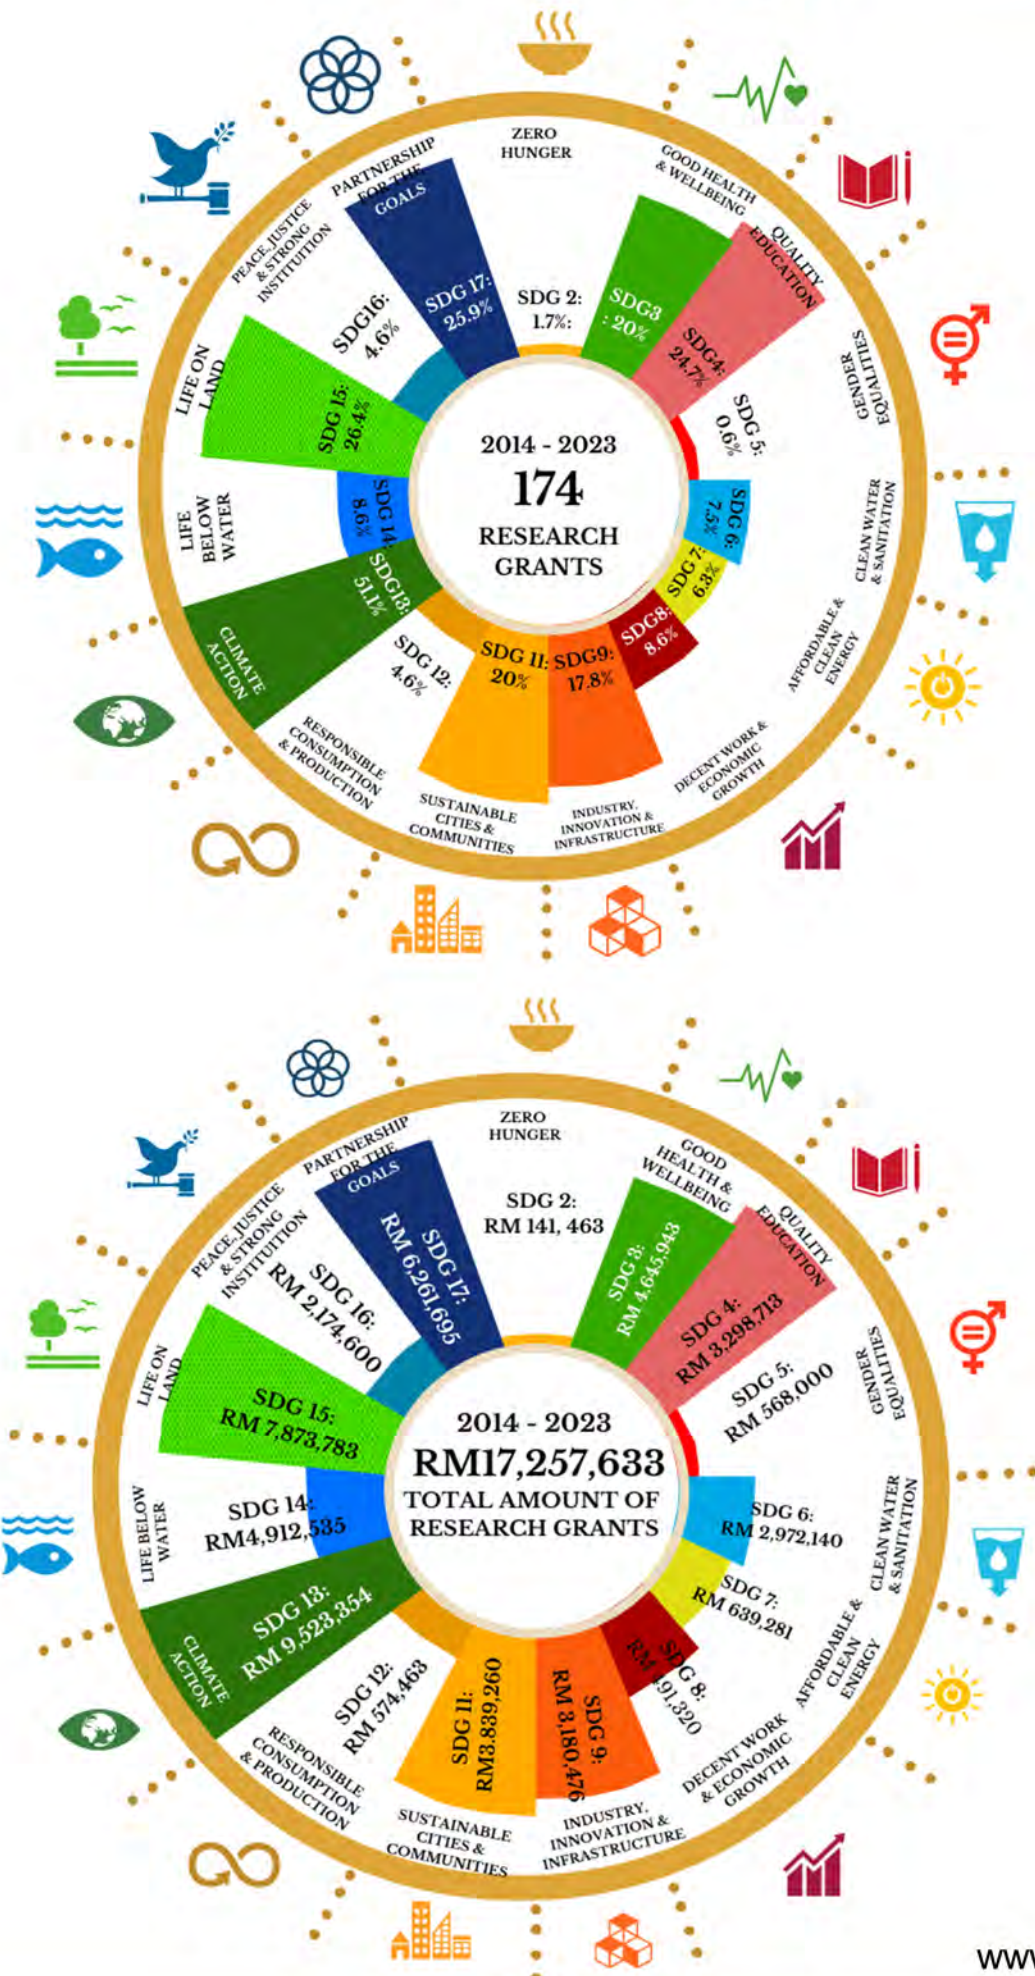 ZERO
HUNGER
GOOD HEALTH
& WELLBEING
QUALITY
EDUCATION
GENDER
EQUALITIES
CLEAN WATER
& SANITATION
AFFORDABLE &
CLEAN
ENERGY
DECENT WORK &
ECONOMIC
GROWTH
INDUSTRY,
INNOVATION &
INFRASTRUCTURE
SUSTAINABLE
CITIES &
COMMUNITIES
RESPONSIBLE
CONSUMPTION
& PRODUCTION
CLIMATE
ACTION
LIFE
BELOW
WATER
LIFE ON
LAND
PEACE, JUSTICE
& STRONG
INSTITUITION
PARTNERSHIP
FOR THE
GOALS
SDG 2:
1.7%:
SDG3
: 20%
SDG4:
24.7%
SDG 5:
0.6%
SDG 6:
7.5%
SDG 7:
6.3%
SDG8:
8.6%
SDG9:
17.8%
SDG 11:
20%
SDG 12:
4.6%
SDG13:
51.1%
SDG 14:
8.6%
SDG 15:
26.4%
SDG16:
4.6%
SDG 17:
25.9%
2014 - 2023
174
RESEARCH
GRANTS
ZERO
HUNGER
GOOD
HEALTH &
WELLBEING
QUALITY
EDUCATION
GENDER
EQUALITIES
CLEAN WATER
& SANITATION
AFFORDABLE &
CLEAN
ENERGY
DECENT WORK
& ECONOMIC
GROWTH
INDUSTRY,
INNOVATION &
INFRASTRUCTURE
SUSTAINABLE
CITIES &
COMMUNITIES
RESPONSIBLE
CONSUMPTION
& PRODUCTION
CLIMATE
ACTION
LIFE BELOW
WATER
LIFE ON
LAND
PEACE, JUSTICE
& STRONG
INSTITUITION
PARTNERSHIP
FOR THE
GOALS
SDG 2:
RM 141, 463
SDG 3:
RM 4,645,943
SDG 4:
RM 3,298,713
SDG 5:
RM 568,000
SDG 6:
RM 2,972,140
SDG 7:
RM 639,281
SDG 8:
RM 491,320
SDG 9:
RM 3,180,476
SDG 11:
RM3.839,260
SDG 12:
RM 574,463
SDG 13:
RM 9,523,354
SDG 14:
RM4,912,535
SDG 15:
RM 7,873,783
SDG 16:
RM 2,174,600
SDG 17:
RM 6,261,695
2014 - 2023
RM17,257,633
TOTAL AMOUNT OF
RESEARCH GRANTS